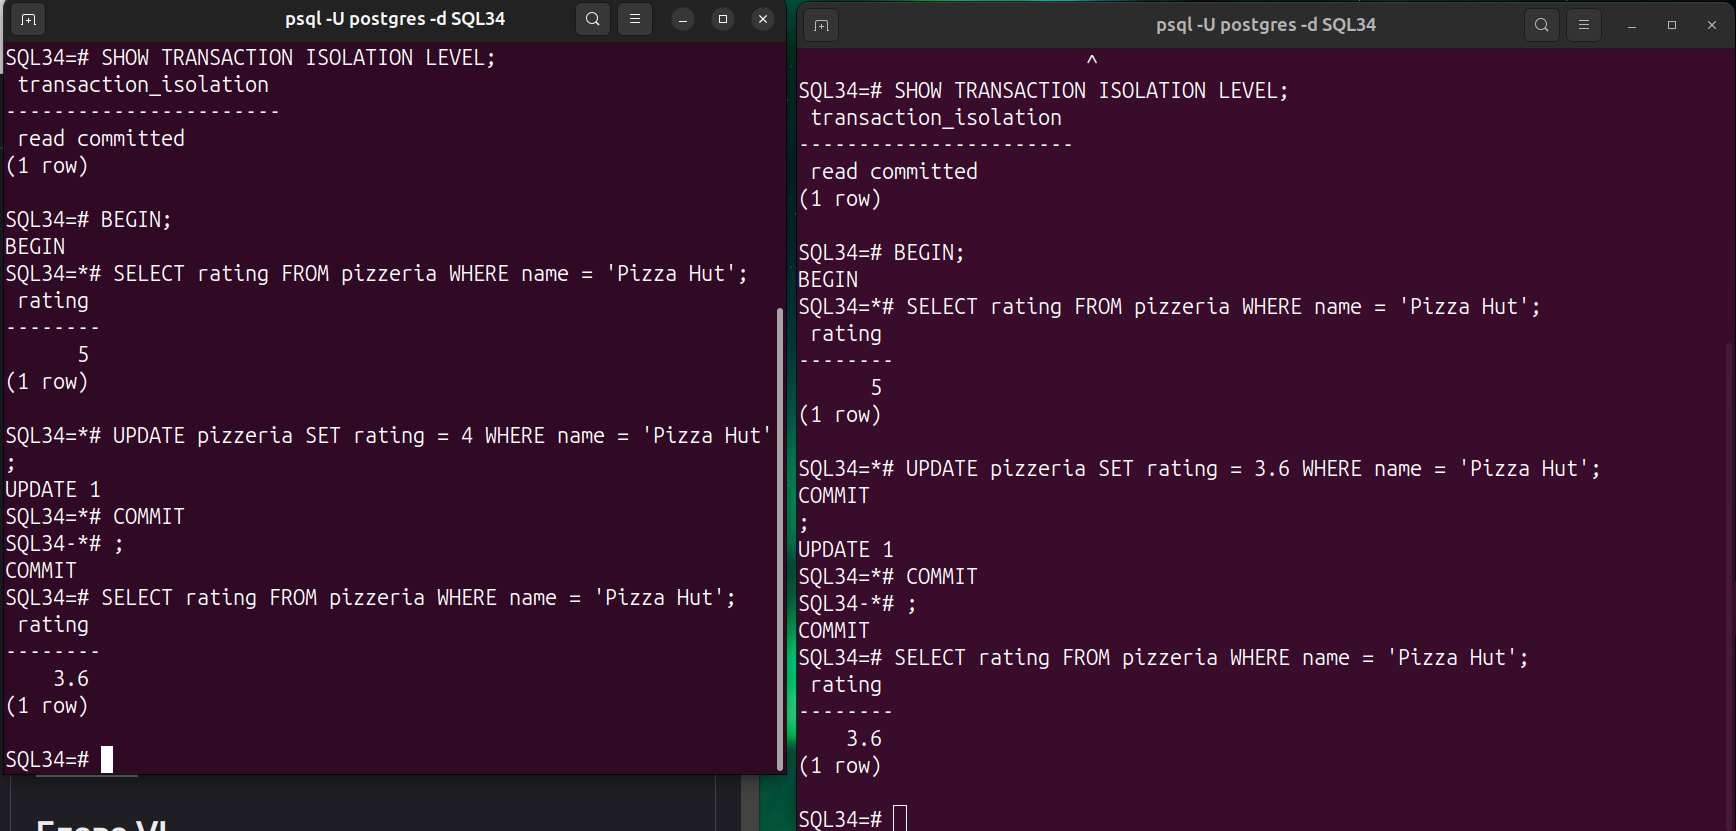 psql -U postgres -d SQL34
SQL34=# SHOW TRANSACTION ISOLATION LEVEL;
 transaction_isolation
-----------------------
 read committed
(1 row)
SQL34=# BEGIN;
BEGIN
SQL34=*# SELECT rating FROM pizzeria WHERE name = 'Pizza Hut';
 rating
--------
      5
(1 row)
SQL34=*# UPDATE pizzeria SET rating = 4 WHERE name = 'Pizza Hut'
;
UPDATE 1
SQL34=*# COMMIT
SQL34-*# ;
COMMIT
SQL34=# SELECT rating FROM pizzeria WHERE name = 'Pizza Hut';
 rating
--------
    3.6
(1 row)
SQL34=#
psql -U postgres -d SQL34
^
SQL34=# SHOW TRANSACTION ISOLATION LEVEL;
 transaction_isolation
-----------------------
 read committed
(1 row)
SQL34=# BEGIN;
BEGIN
SQL34=*# SELECT rating FROM pizzeria WHERE name = 'Pizza Hut';
 rating
--------
      5
(1 row)
SQL34=*# UPDATE pizzeria SET rating = 3.6 WHERE name = 'Pizza Hut';
COMMIT
;
UPDATE 1
SQL34=*# COMMIT
SQL34-*# ;
COMMIT
SQL34=# SELECT rating FROM pizzeria WHERE name = 'Pizza Hut';
 rating
--------
    3.6
(1 row)
SQL34=#